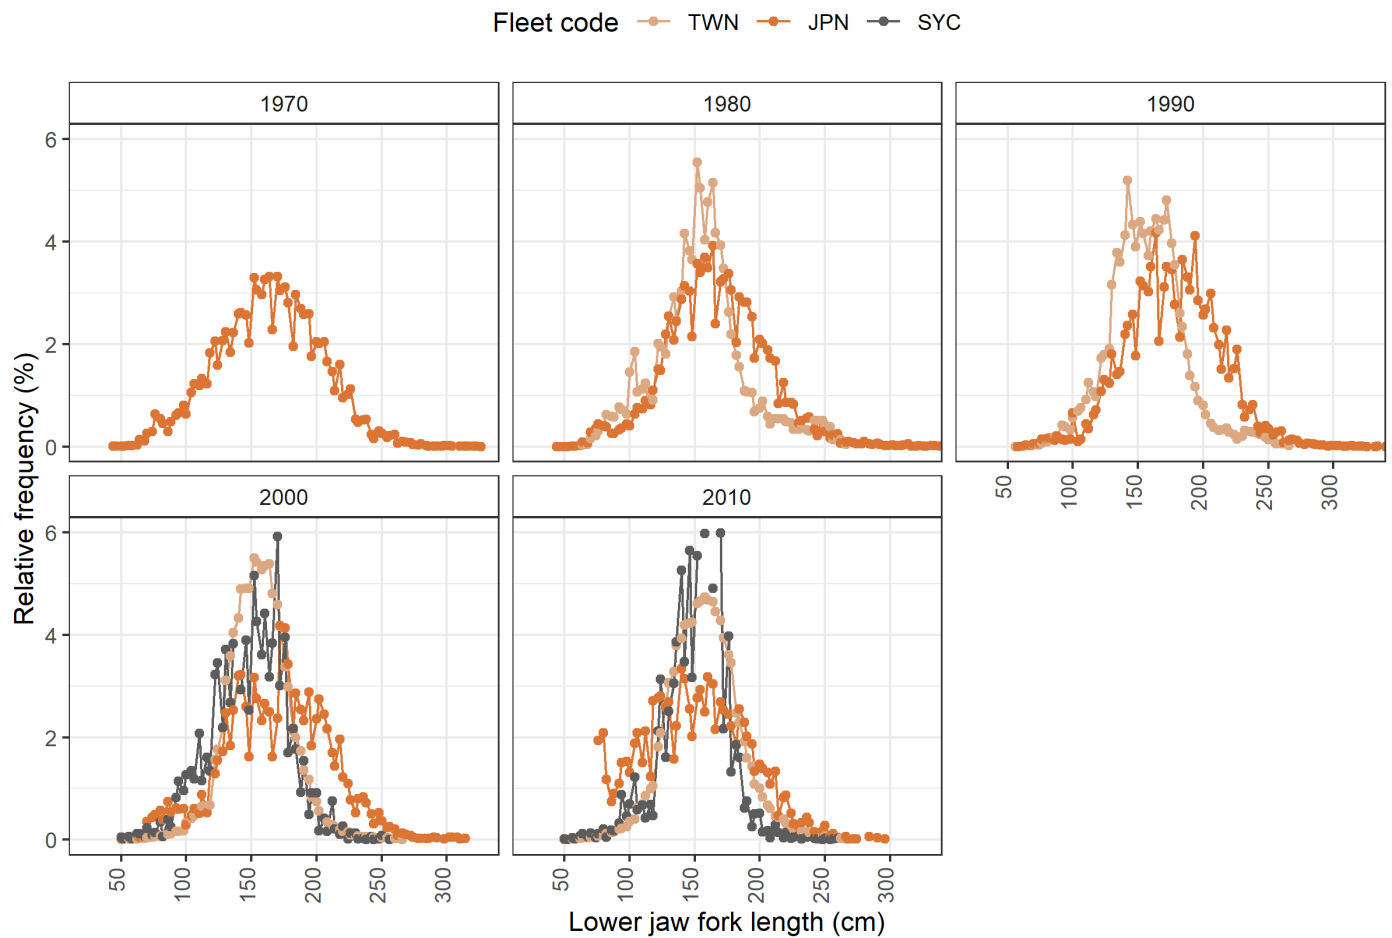 Fleet code TWN JPN SYC
1970 1980 1990
6
4
2
0
50 100 150 200 250 300
2000 2010
6
4
2
0
50 100 150 200 250 300 50 100 150 200 250 300
Relative frequency (%)
Lower jaw fork length (cm)